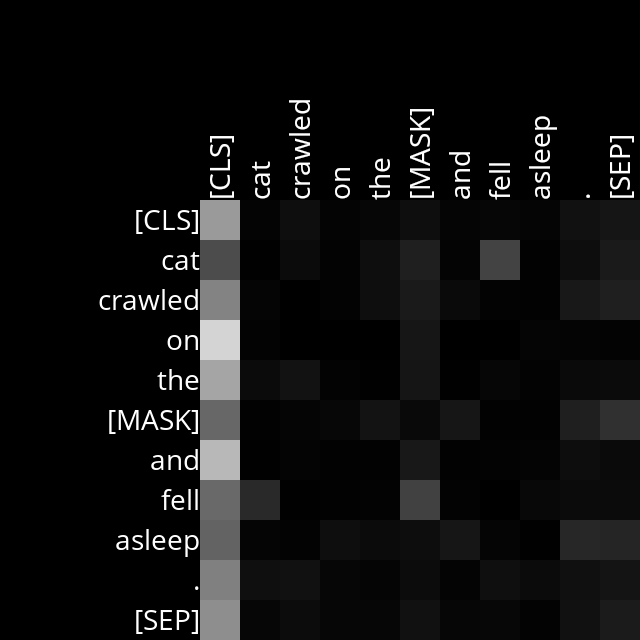 [CLS] cat crawled on the [MASK] and fell asleep . [SEP]
[CLS]
cat
crawled
on
the
[MASK]
and
fell
asleep
.
[SEP]